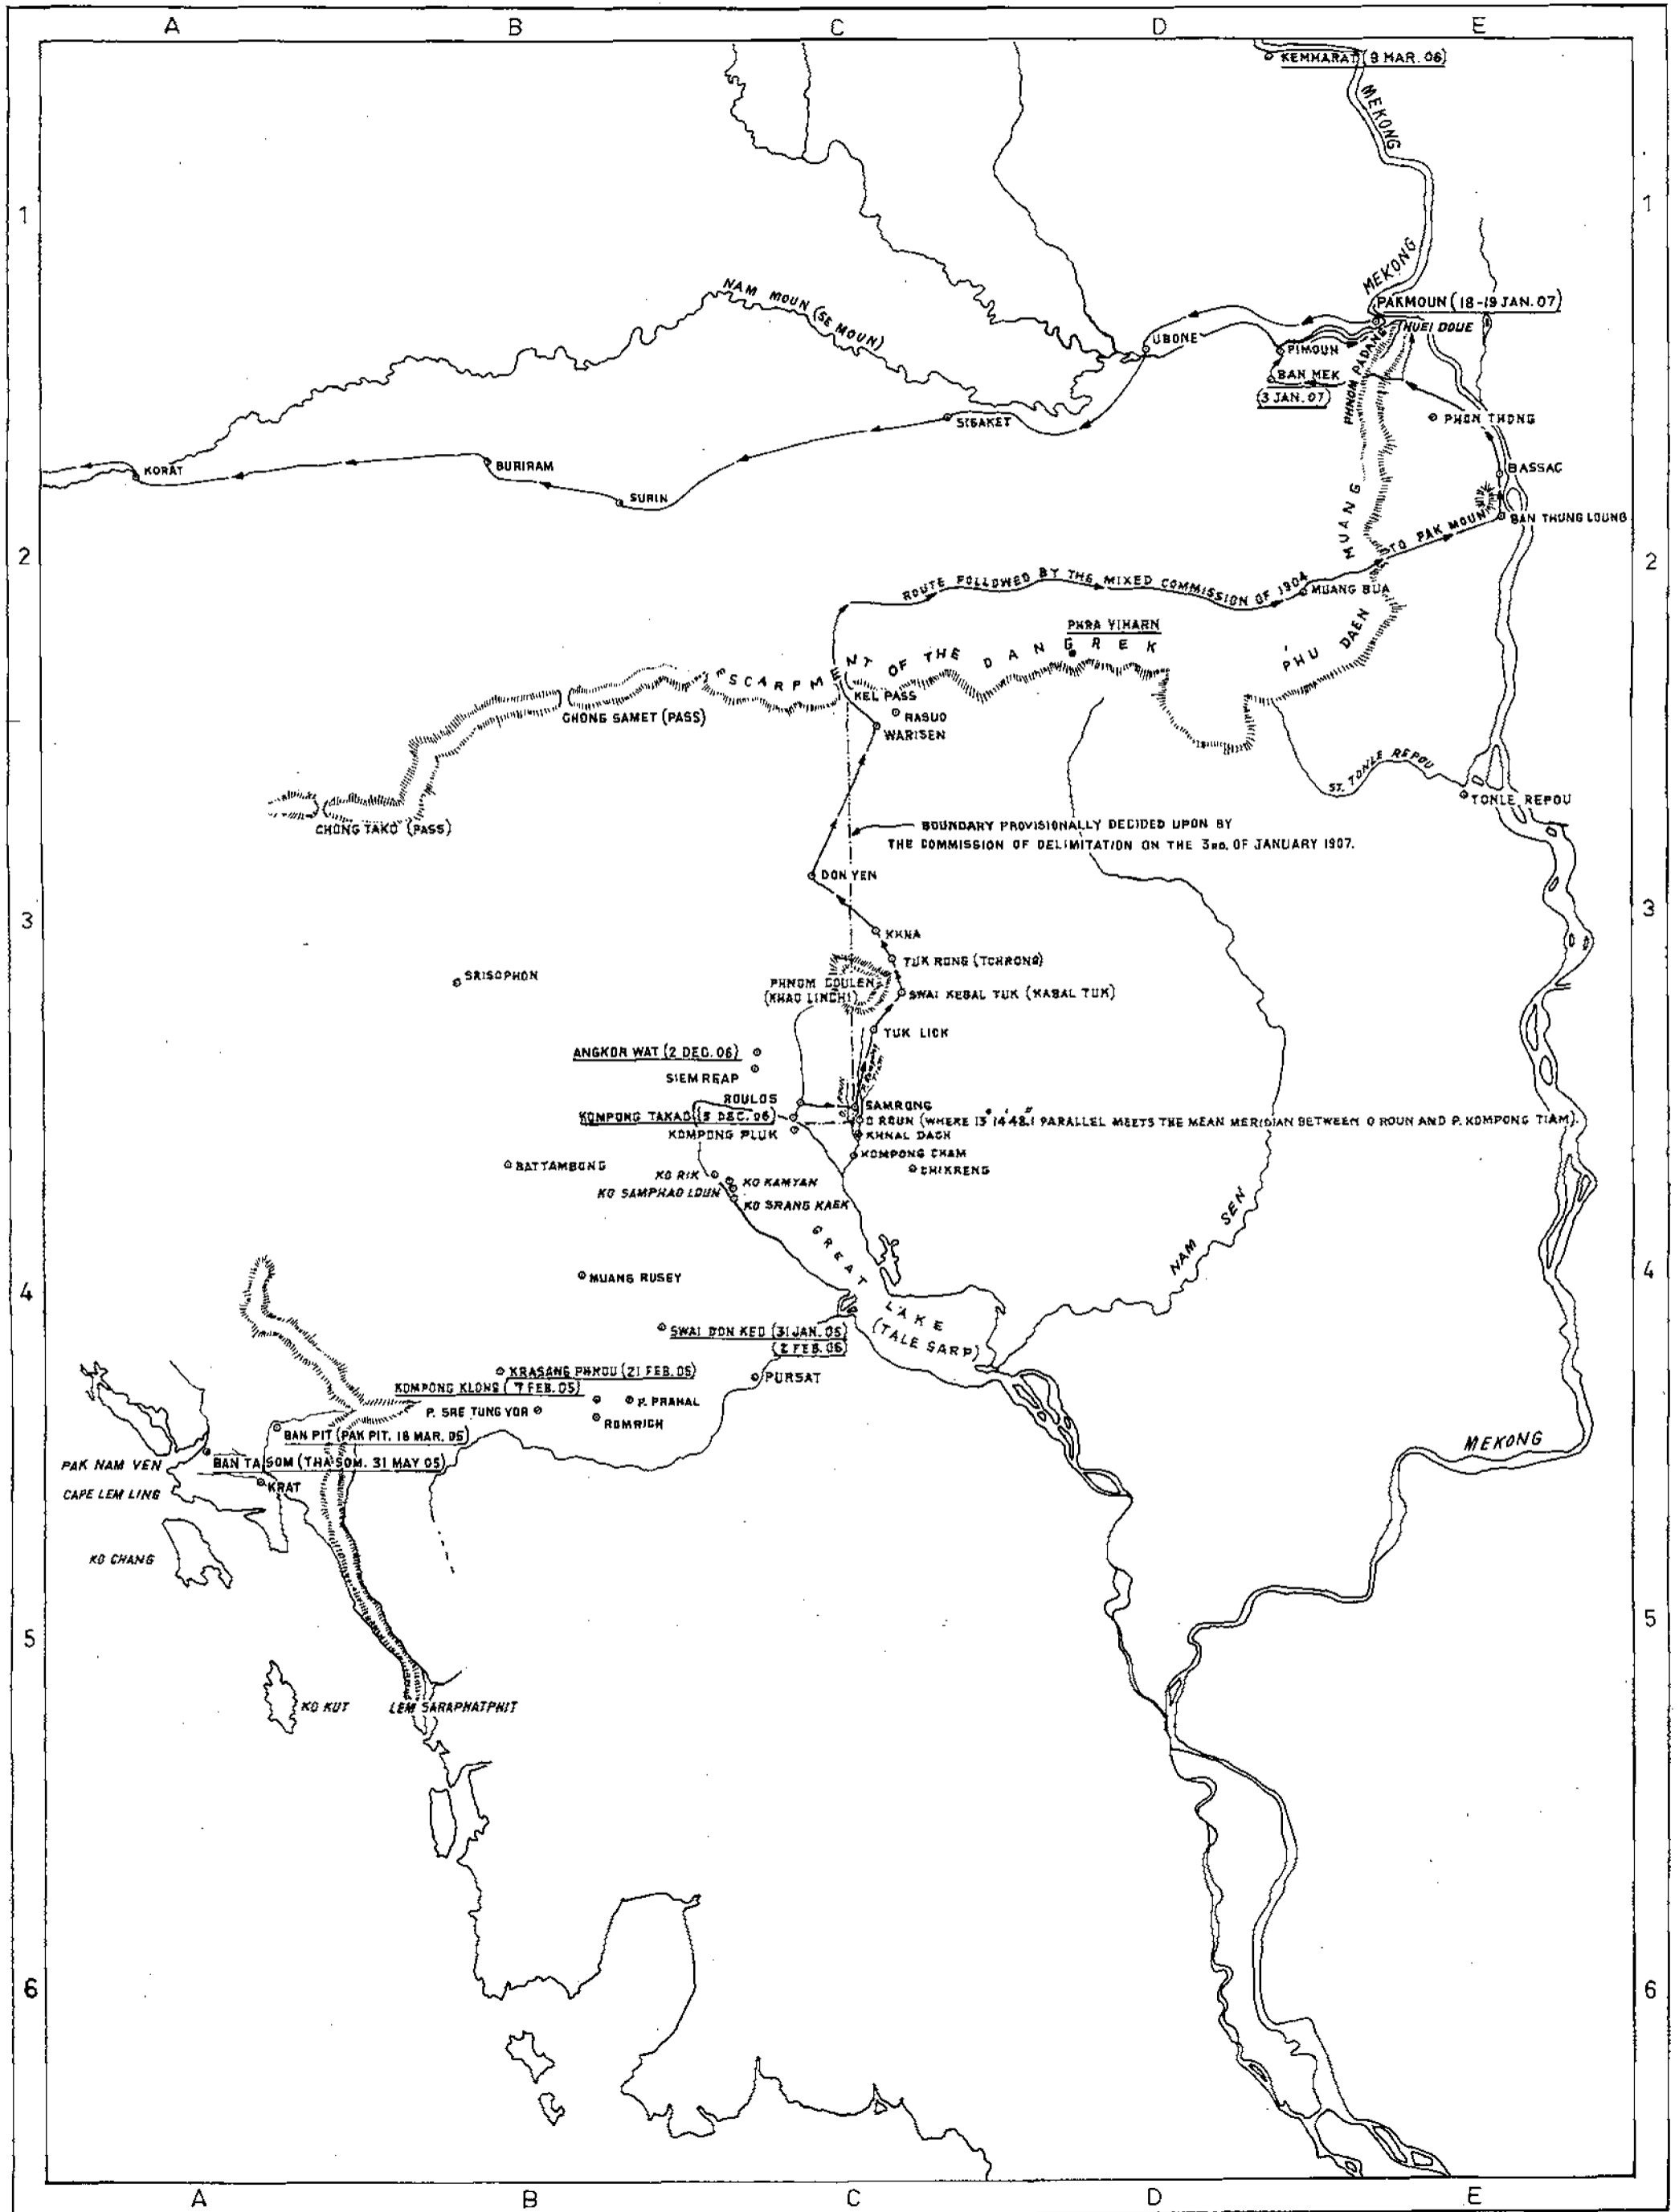 A B C D E
KEMMARAT (9 MAR. 06)
MEKONG
1 1
MEKONG
NAM MOUN (SE MOUN)
PAKMOUN (18-19 JAN. 07)
HUEI DOUE
UBONE
PIMOUN
BAN MEK
(3 JAN. 07)
PHNOM PADANG
PHON THONG
SISAKET
KORAT
BURIRAM
BASSAC
SURIN
MUANG
BAN THUNG LOUNG
2 2
TO PAK MOUN
ROUTE FOLLOWED BY THE MIXED COMMISSION OF 1904
MUANG BUA
PHRA VIHARN
PHU DAEN
ESCARPMENT OF THE DANGREK
KEL PASS
CHONG SAMET (PASS)
RASUO
WARISEN
ST. TONLE REPOU
TONLE REPOU
CHONG TAKO (PASS)
BOUNDARY PROVISIONALLY DECIDED UPON BY
THE COMMISSION OF DELIMITATION ON THE 3RD. OF JANUARY 1907.
DON YEN
3 3
KHNA
TUK RONG (TCHRONG)
SRISOPHON
PHNOM COULEN
(KHAO LINCHI)
SWAI KEBAL TUK (KABAL TUK)
TUK LICK
ANGKOR WAT (2 DEC. 06)
SIEM REAP
ROULOS
SAMRONG
KOMPONG TAKAO (5 DEC. 06)
O ROUN (WHERE 13° 14' 48".1 PARALLEL MEETS THE MEAN MERIDIAN BETWEEN O ROUN AND P. KOMPONG TIAM).
KOMPONG PLUK
KHNAL DACH
KOMPONG CHAM
BATTAMBONG
CHIKRENG
KO RIK
KO KAMYAN
KO SAMPHAO LOUN
KO SRANG KAEK
NAM SEN
GREAT LAKE
(TALE SARP)
MUANG RUSEY
4 4
SWAI DON KEO (31 JAN. 05)
(2 FEB. 06)
KRASANG PHNOU (21 FEB. 05)
PURSAT
KOMPONG KLONG (7 FEB. 05)
P. PRAHAL
P. SRE TUNG YOR
ROMRICH
BAN PIT (PAK PIT. 18 MAR. 05)
MEKONG
PAK NAM VEN
BAN TA SOM (THA SOM. 31 MAY 05)
CAPE LEM LING
KRAT
KO CHANG
5 5
KO KUT
LEM SARAPHATPHIT
6 6
A B C D E